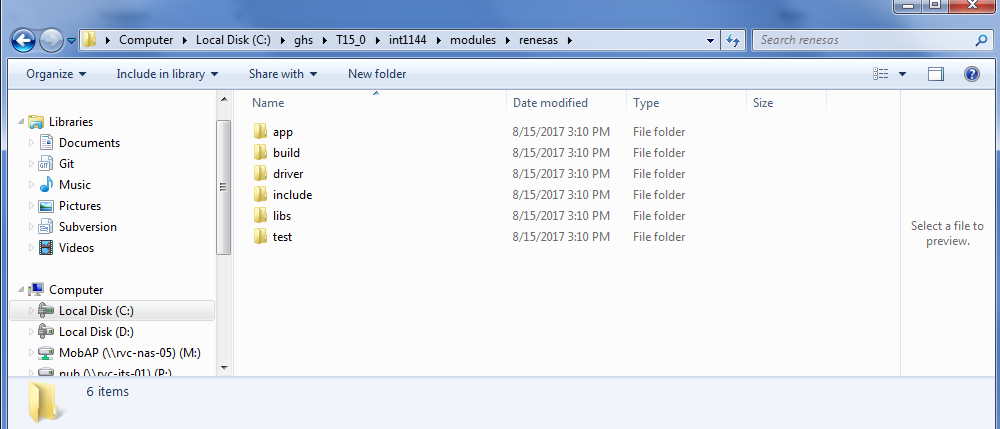 Computer ▸ Local Disk (C:) ▸ ghs ▸ T15_0 ▸ int1144 ▸ modules ▸ renesas ▸
Search renesas
Organize Include in library Share with New folder
Libraries
Documents
Git
Music
Pictures
Subversion
Videos
Computer
Local Disk (C:)
Local Disk (D:)
MobAP (\\rvc-nas-05) (M:)
Name Date modified Type Size
app 8/15/2017 3:10 PM File folder
build 8/15/2017 3:10 PM File folder
driver 8/15/2017 3:10 PM File folder
include 8/15/2017 3:10 PM File folder
libs 8/15/2017 3:10 PM File folder
test 8/15/2017 3:10 PM File folder
Select a file to
preview.
6 items